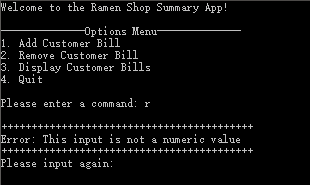 Welcome to the Ramen Shop Summary App!
——————Options Menu——————
1. Add Customer Bill
2. Remove Customer Bill
3. Display Customer Bills
4. Quit
Please enter a command: r
++++++++++++++++++++++++++++++++++++++++++
Error: This input is not a numeric value
++++++++++++++++++++++++++++++++++++++++++
Please input again: